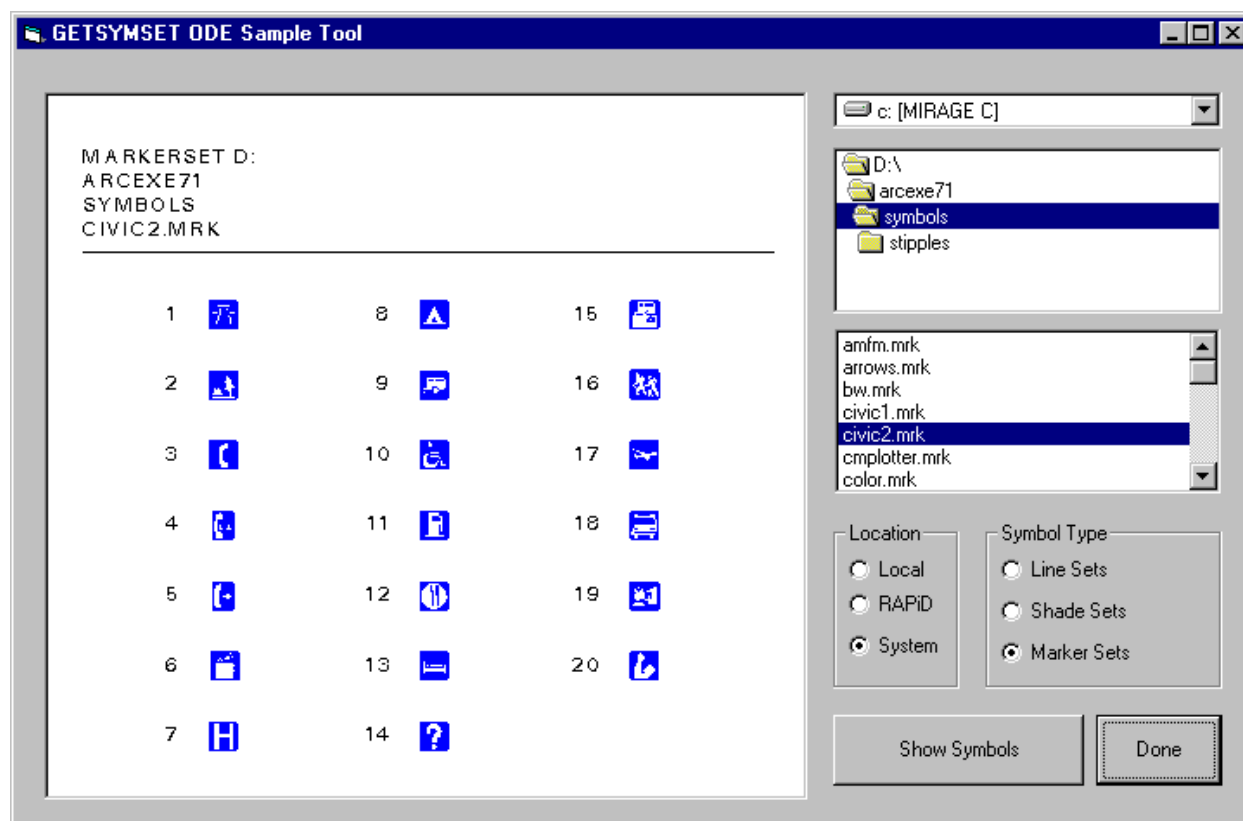 GETSYMSET ODE Sample Tool
MARKERSET D:
ARCEXE71
SYMBOLS
CIVIC2.MRK
1 8 15
2 9 16
3 10 17
4 11 18
5 12 19
6 13 20
7 H 14 ?
c: [MIRAGE C]
D:\
arcexe71
symbols
stipples
amfm.mrk
arrows.mrk
bw.mrk
civic1.mrk
civic2.mrk
cmplotter.mrk
color.mrk
Location
Local
RAPiD
System
Symbol Type
Line Sets
Shade Sets
Marker Sets
Show Symbols
Done